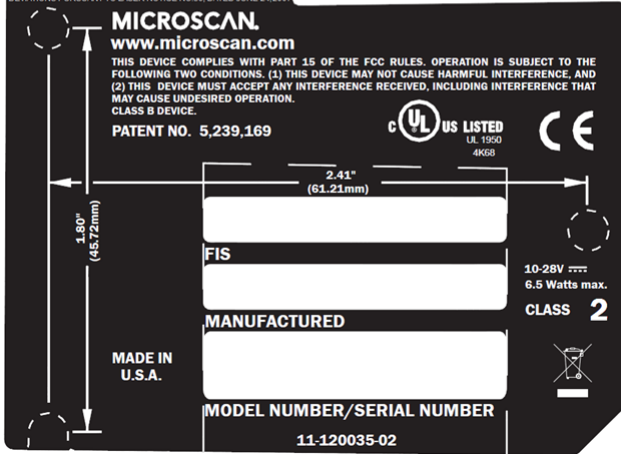 MICROSCAN.
www.microscan.com
THIS DEVICE COMPLIES WITH PART 15 OF THE FCC RULES. OPERATION IS SUBJECT TO THE
FOLLOWING TWO CONDITIONS. (1) THIS DEVICE MAY NOT CAUSE HARMFUL INTERFERENCE, AND
(2) THIS DEVICE MUST ACCEPT ANY INTERFERENCE RECEIVED, INCLUDING INTERFERENCE THAT
MAY CAUSE UNDESIRED OPERATION.
CLASS B DEVICE.
PATENT NO. 5,239,169
C UL US LISTED
UL 1950
4K68
CE
2.41"
(61.21mm)
1.80"
(45.72mm)
FIS
10-28V
6.5 Watts max.
CLASS 2
MANUFACTURED
MADE IN
U.S.A.
MODEL NUMBER/SERIAL NUMBER
11-120035-02